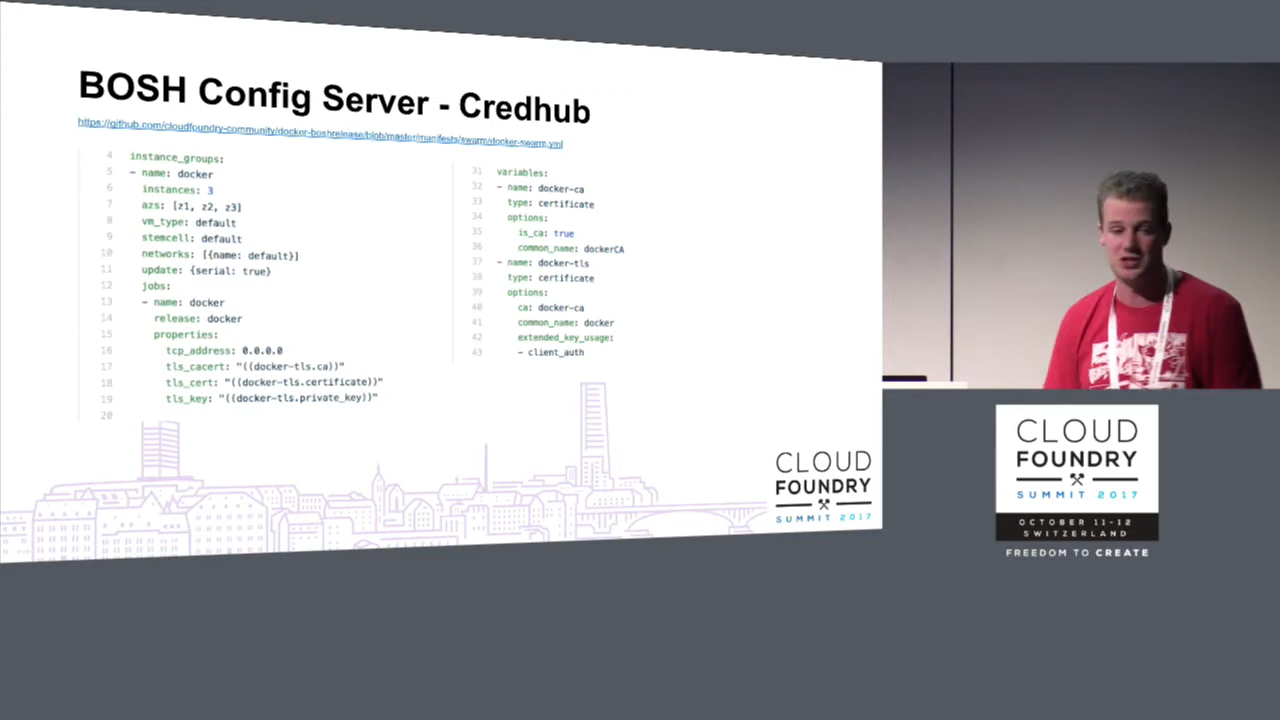 BOSH Config Server - Credhub
https://github.com/cloudfoundry-community/docker-boshrelease/blob/master/manifests/swarm/docker-swarm.yml
4 instance_groups:
5 - name: docker
6 instances: 3
7 azs: [z1, z2, z3]
8 vm_type: default
9 stemcell: default
10 networks: [{name: default}]
11 update: {serial: true}
12 jobs:
13 - name: docker
14 release: docker
15 properties:
16 tcp_address: 0.0.0.0
17 tls_cacert: "((docker-tls.ca))"
18 tls_cert: "((docker-tls.certificate))"
19 tls_key: "((docker-tls.private_key))"
20
31 variables:
32 - name: docker-ca
33 type: certificate
34 options:
35 is_ca: true
36 common_name: dockerCA
37 - name: docker-tls
38 type: certificate
39 options:
40 ca: docker-ca
41 common_name: docker
42 extended_key_usage:
43 - client_auth
CLOUD
FOUNDRY
SUMMIT 2017
CLOUD
FOUNDRY
SUMMIT 2017
OCTOBER 11-12
SWITZERLAND
FREEDOM TO CREATE